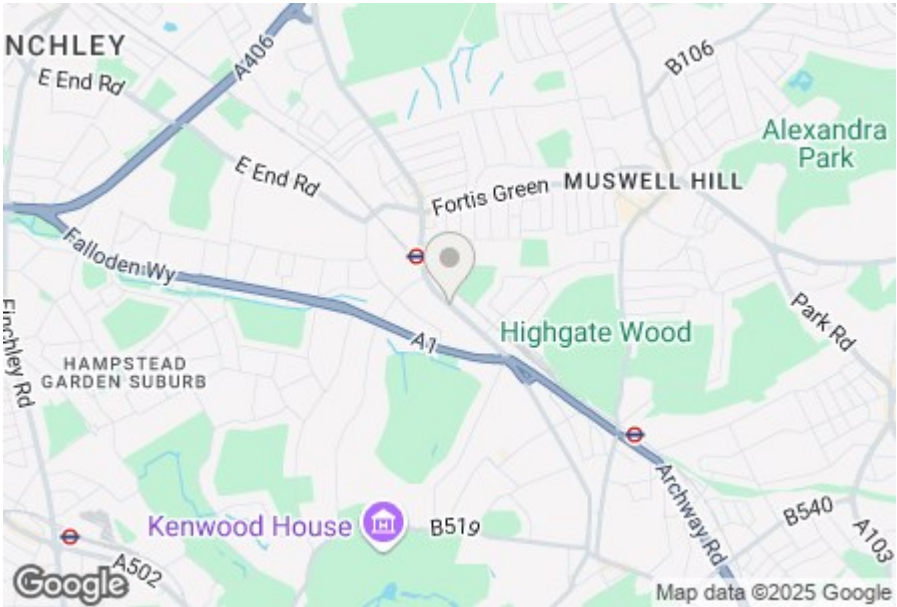 NCHLEY
A406
B106
E End Rd
Alexandra
Park
E End Rd
Fortis Green
MUSWELL HILL
Falloden Wy
Park Rd
Finchley Rd
Highgate Wood
A1
HAMPSTEAD
GARDEN SUBURB
Archway Rd
Kenwood House
B519
B540
A103
A502
Google
Map data ©2025 Google